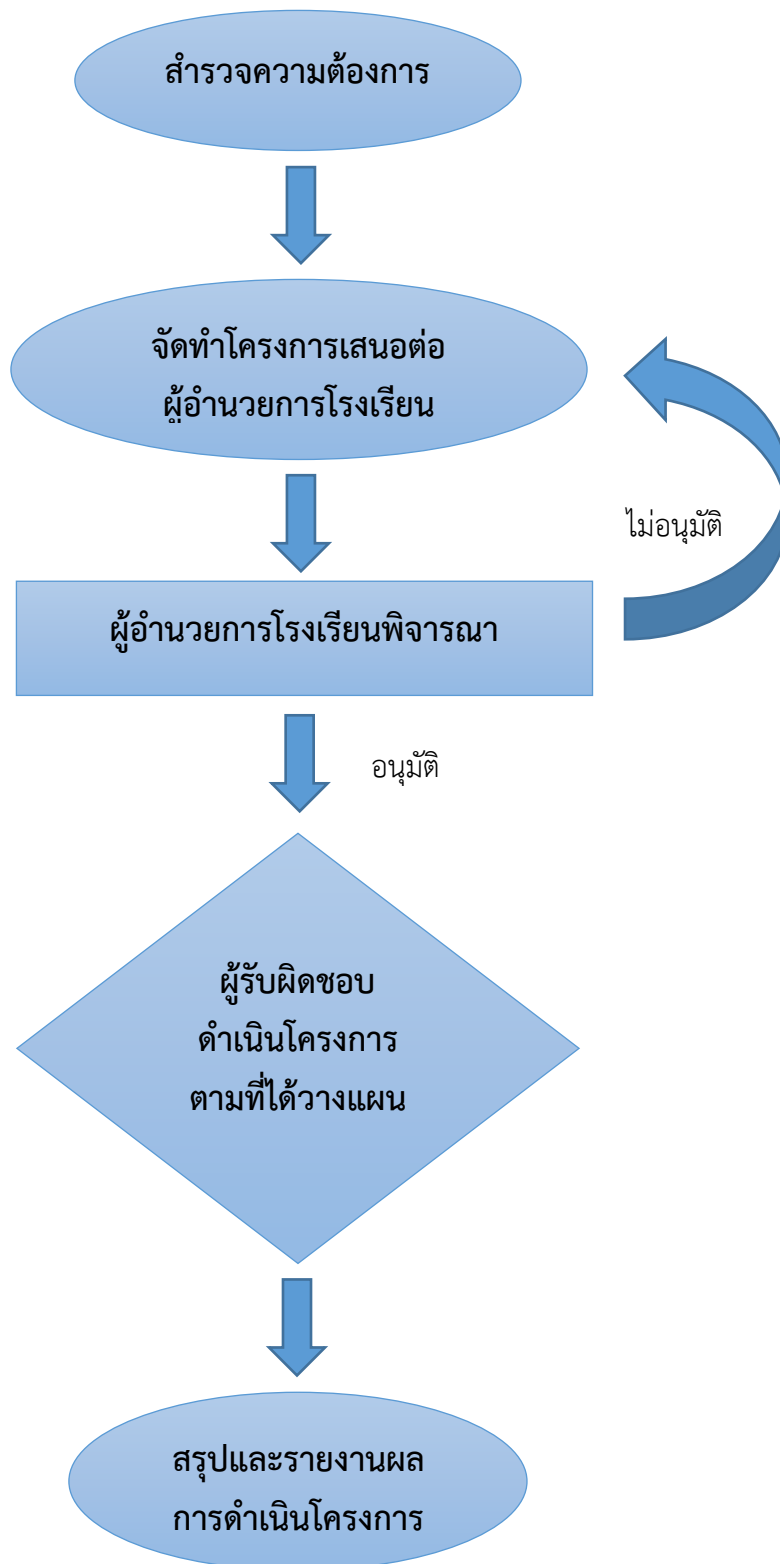 สำรวจความต้องการ
จัดทำโครงการเสนอต่อ
ผู้อำนวยการโรงเรียน
ไม่อนุมัติ
ผู้อำนวยการโรงเรียนพิจารณา
อนุมัติ
ผู้รับผิดชอบ
ดำเนินโครงการ
ตามที่ได้วางแผน
สรุปและรายงานผล
การดำเนินโครงการ